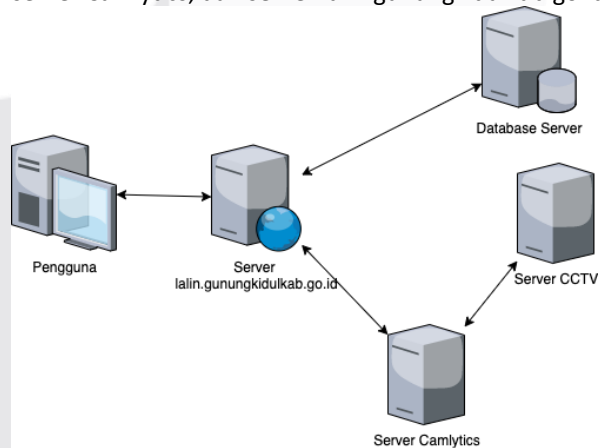 Database Server
Pengguna
Server
lalin.gunungkidulkab.go.id
Server CCTV
Server Camlytics